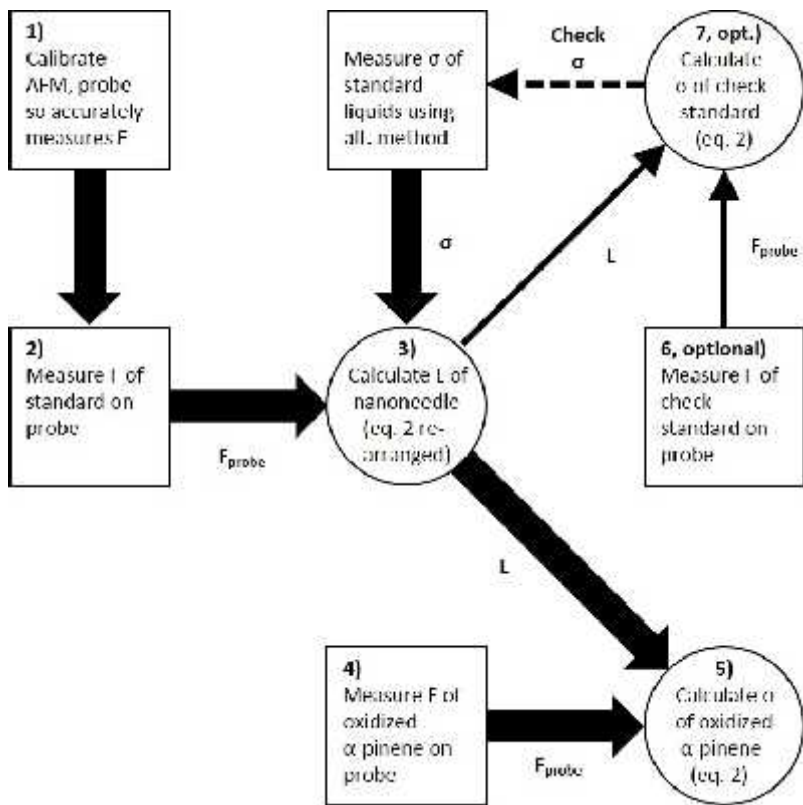 1)
Calibrate
AFM, probe
so accurately
measures F
Measure σ of
standard
liquids using
alt. method
Check
σ
7, opt.)
Calculate
σ of check
standard
(eq. 2)
σ
L
F probe
2)
Measure F of
standard on
probe
F probe
3)
Calculate L of
nanoneedle
(eq. 2 re-
arranged)
6, optional)
Measure F of
check
standard on
probe
L
4)
Measure F of
oxidized
α pinene on
probe
F probe
5)
Calculate σ
of oxidized
α pinene
(eq. 2)